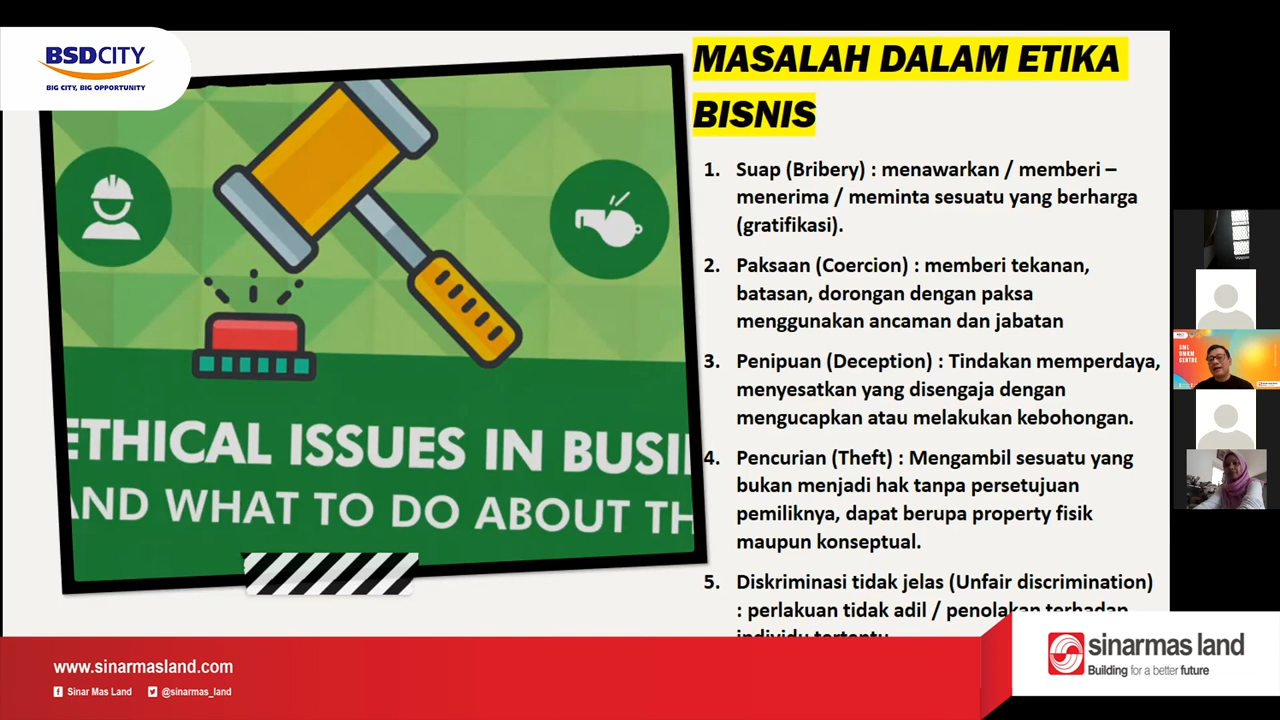 BSDCITY
BIG CITY, BIG OPPORTUNITY
ETHICAL ISSUES IN BUSI
AND WHAT TO DO ABOUT TH
MASALAH DALAM ETIKA
BISNIS
1. Suap (Bribery) : menawarkan / memberi –
menerima / meminta sesuatu yang berharga
(gratifikasi).
2. Paksaan (Coercion) : memberi tekanan,
batasan, dorongan dengan paksa
menggunakan ancaman dan jabatan
3. Penipuan (Deception) : Tindakan memperdaya,
menyesatkan yang disengaja dengan
mengucapkan atau melakukan kebohongan.
4. Pencurian (Theft) : Mengambil sesuatu yang
bukan menjadi hak tanpa persetujuan
pemiliknya, dapat berupa property fisik
maupun konseptual.
5. Diskriminasi tidak jelas (Unfair discrimination)
: perlakuan tidak adil / penolakan terhadap
individu tertentu
SML
UMKM
CENTRE
www.sinarmasland.com
Sinar Mas Land
@sinarmas_land
sinarmas land
Building for a better future